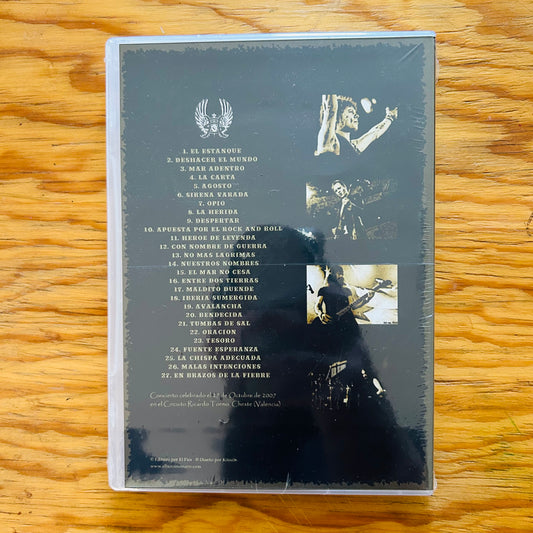 1. EL ESTANQUE
2. DESHACER EL MUNDO
3. MAR ADENTRO
4. LA CARTA
5. AGOSTO
6. SIRENA VARADA
7. OPIO
8. LA HERIDA
9. DESPERTAR
10. APUESTA POR EL ROCK AND ROLL
11. HEROE DE LEYENDA
12. CON NOMBRE DE GUERRA
13. NO MAS LAGRIMAS
14. NUESTROS NOMBRES
15. EL MAR NO CESA
16. ENTRE DOS TIERRAS
17. MALDITO DUENDE
18. IBERIA SUMERGIDA
19. AVALANCHA
20. BENDECIDA
21. TUMBAS DE SAL
22. ORACION
23. TESORO
24. FUENTE ESPERANZA
25. LA CHISPA ADECUADA
26. MALAS INTENCIONES
27. EN BRAZOS DE LA FIEBRE
Concierto celebrado el 27 de Octubre de 2007
en el Circuito Ricardo Tormo, Cheste (Valencia)